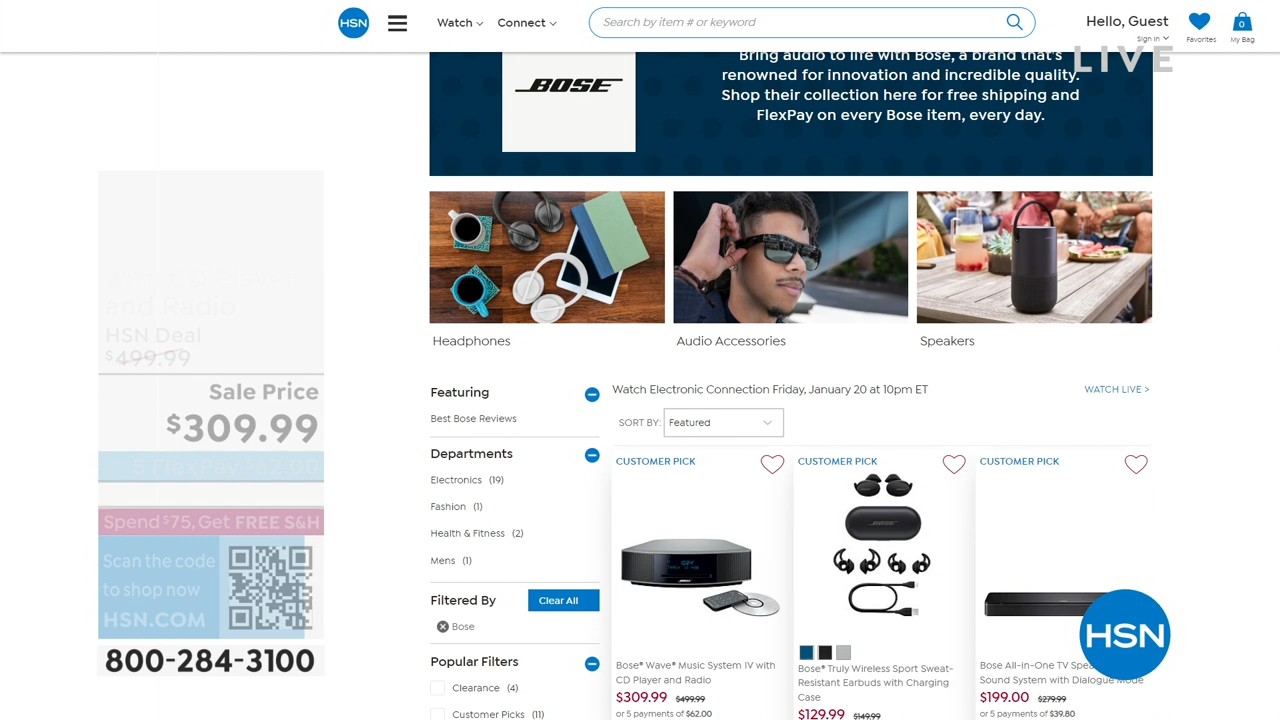 HSN
Watch
Connect
Search by item # or keyword
Hello, Guest
Sign In
Favorites
0
My Bag
LIVE
BOSE
Bring audio to life with Bose, a brand that's
renowned for innovation and incredible quality.
Shop their collection here for free shipping and
FlexPay on every Bose item, every day.
Headphones
Audio Accessories
Speakers
and Radio
HSN Deal
$499.99
Sale Price
$309.99
5 FlexPay $62.00
Spend $75, Get FREE S&H
Scan the code
to shop now
HSN.COM
800-284-3100
Featuring
Best Bose Reviews
Departments
Electronics (19)
Fashion (1)
Health & Fitness (2)
Mens (1)
Filtered By
Clear All
Bose
Popular Filters
Clearance (4)
Customer Picks (11)
Watch Electronic Connection Friday, January 20 at 10pm ET
WATCH LIVE >
SORT BY: Featured
CUSTOMER PICK
BOSE
Bose® Wave® Music System IV with
CD Player and Radio
$309.99 $499.99
or 5 payments of $62.00
CUSTOMER PICK
BOSE
Bose® Truly Wireless Sport Sweat-
Resistant Earbuds with Charging
Case
$129.99 $149.99
CUSTOMER PICK
Bose All-in-One TV
Sound System with Dialogue Mode
$199.00 $279.99
or 5 payments of $39.80
HSN